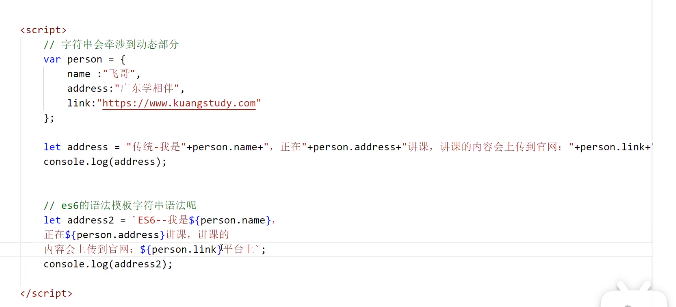 <script>
// 字符串会牵涉到动态部分
var person = {
name :"飞哥",
address:"广东学相伴",
link:"https://www.kuangstudy.com"
};
let address = "传统-我是"+person.name+", 正在"+person.address+"讲课, 讲课的内容会上传到官网: "+person.link+"
console.log(address);
// es6的语法模板字符串语法呢
let address2 = `ES6--我是${person.name},
正在${person.address}讲课, 讲课的
内容会上传到官网: ${person.link}平台上`;
console.log(address2);
</script>